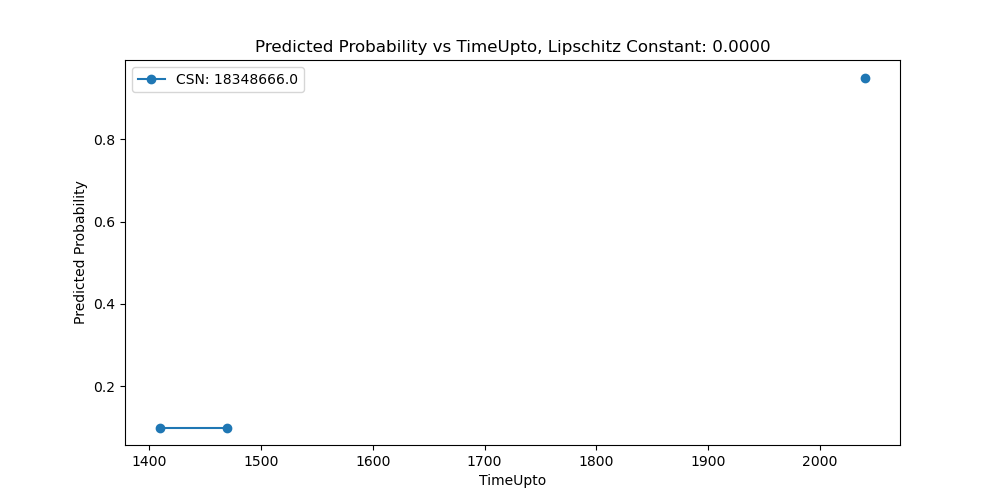 Predicted Probability vs TimeUpto, Lipschitz Constant: 0.0000
CSN: 18348666.0
Predicted Probability
0.8
0.6
0.4
0.2
1400 1500 1600 1700 1800 1900 2000
TimeUpto